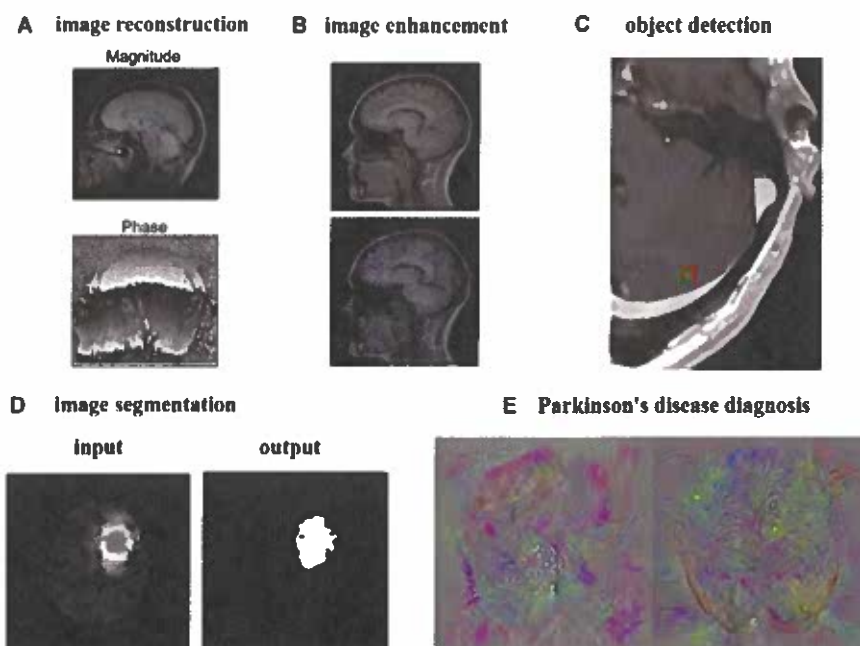 A image reconstruction
Magnitude
Phase
B image enhancement
C object detection
D image segmentation
input
output
E Parkinson's disease diagnosis